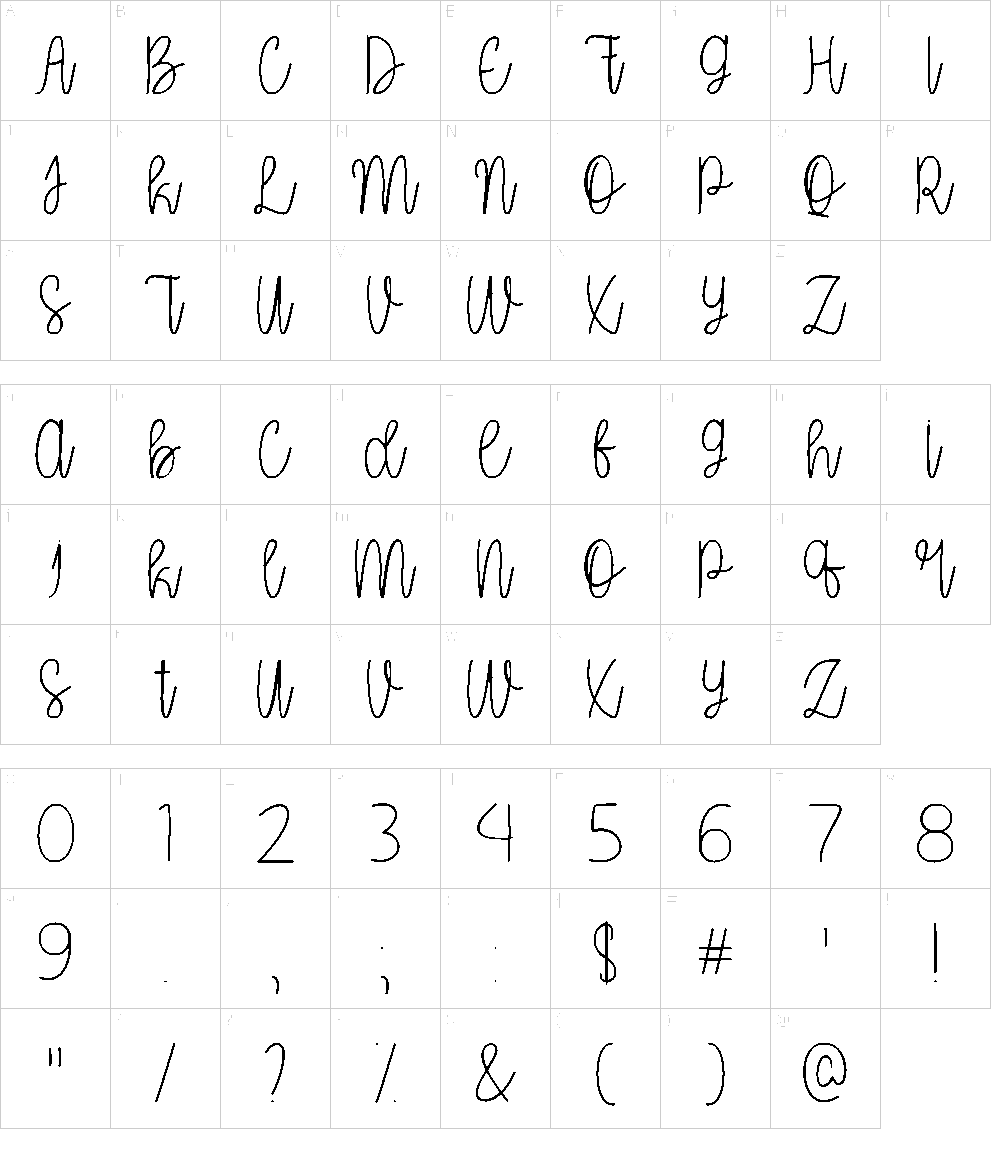 A B C D E F G H I
J K L M N O P Q R
S T U V W X Y Z
a b c d e f g h i
j k l m n o p q r
s t u v w x y z
0 1 2 3 4 5 6 7 8
9 . , ; : $ # ' !
" / ? % & ( ) @